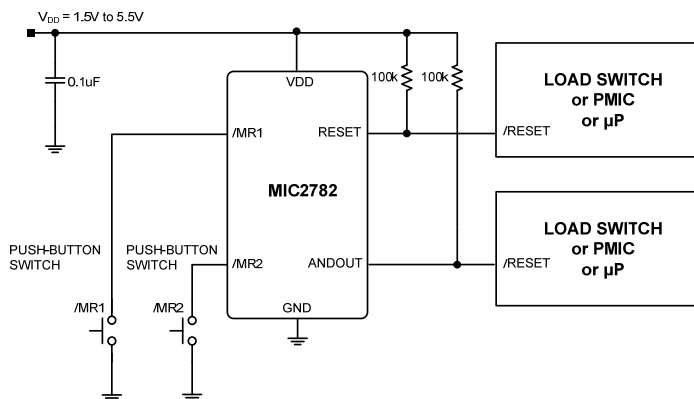 V_DD = 1.5V to 5.5V
0.1uF
VDD
100k
100k
LOAD SWITCH
or PMIC
or µP
/RESET
/MR1
RESET
MIC2782
PUSH-BUTTON
SWITCH
PUSH-BUTTON
SWITCH
/MR2
ANDOUT
LOAD SWITCH
or PMIC
or µP
/RESET
/MR1
/MR2
GND